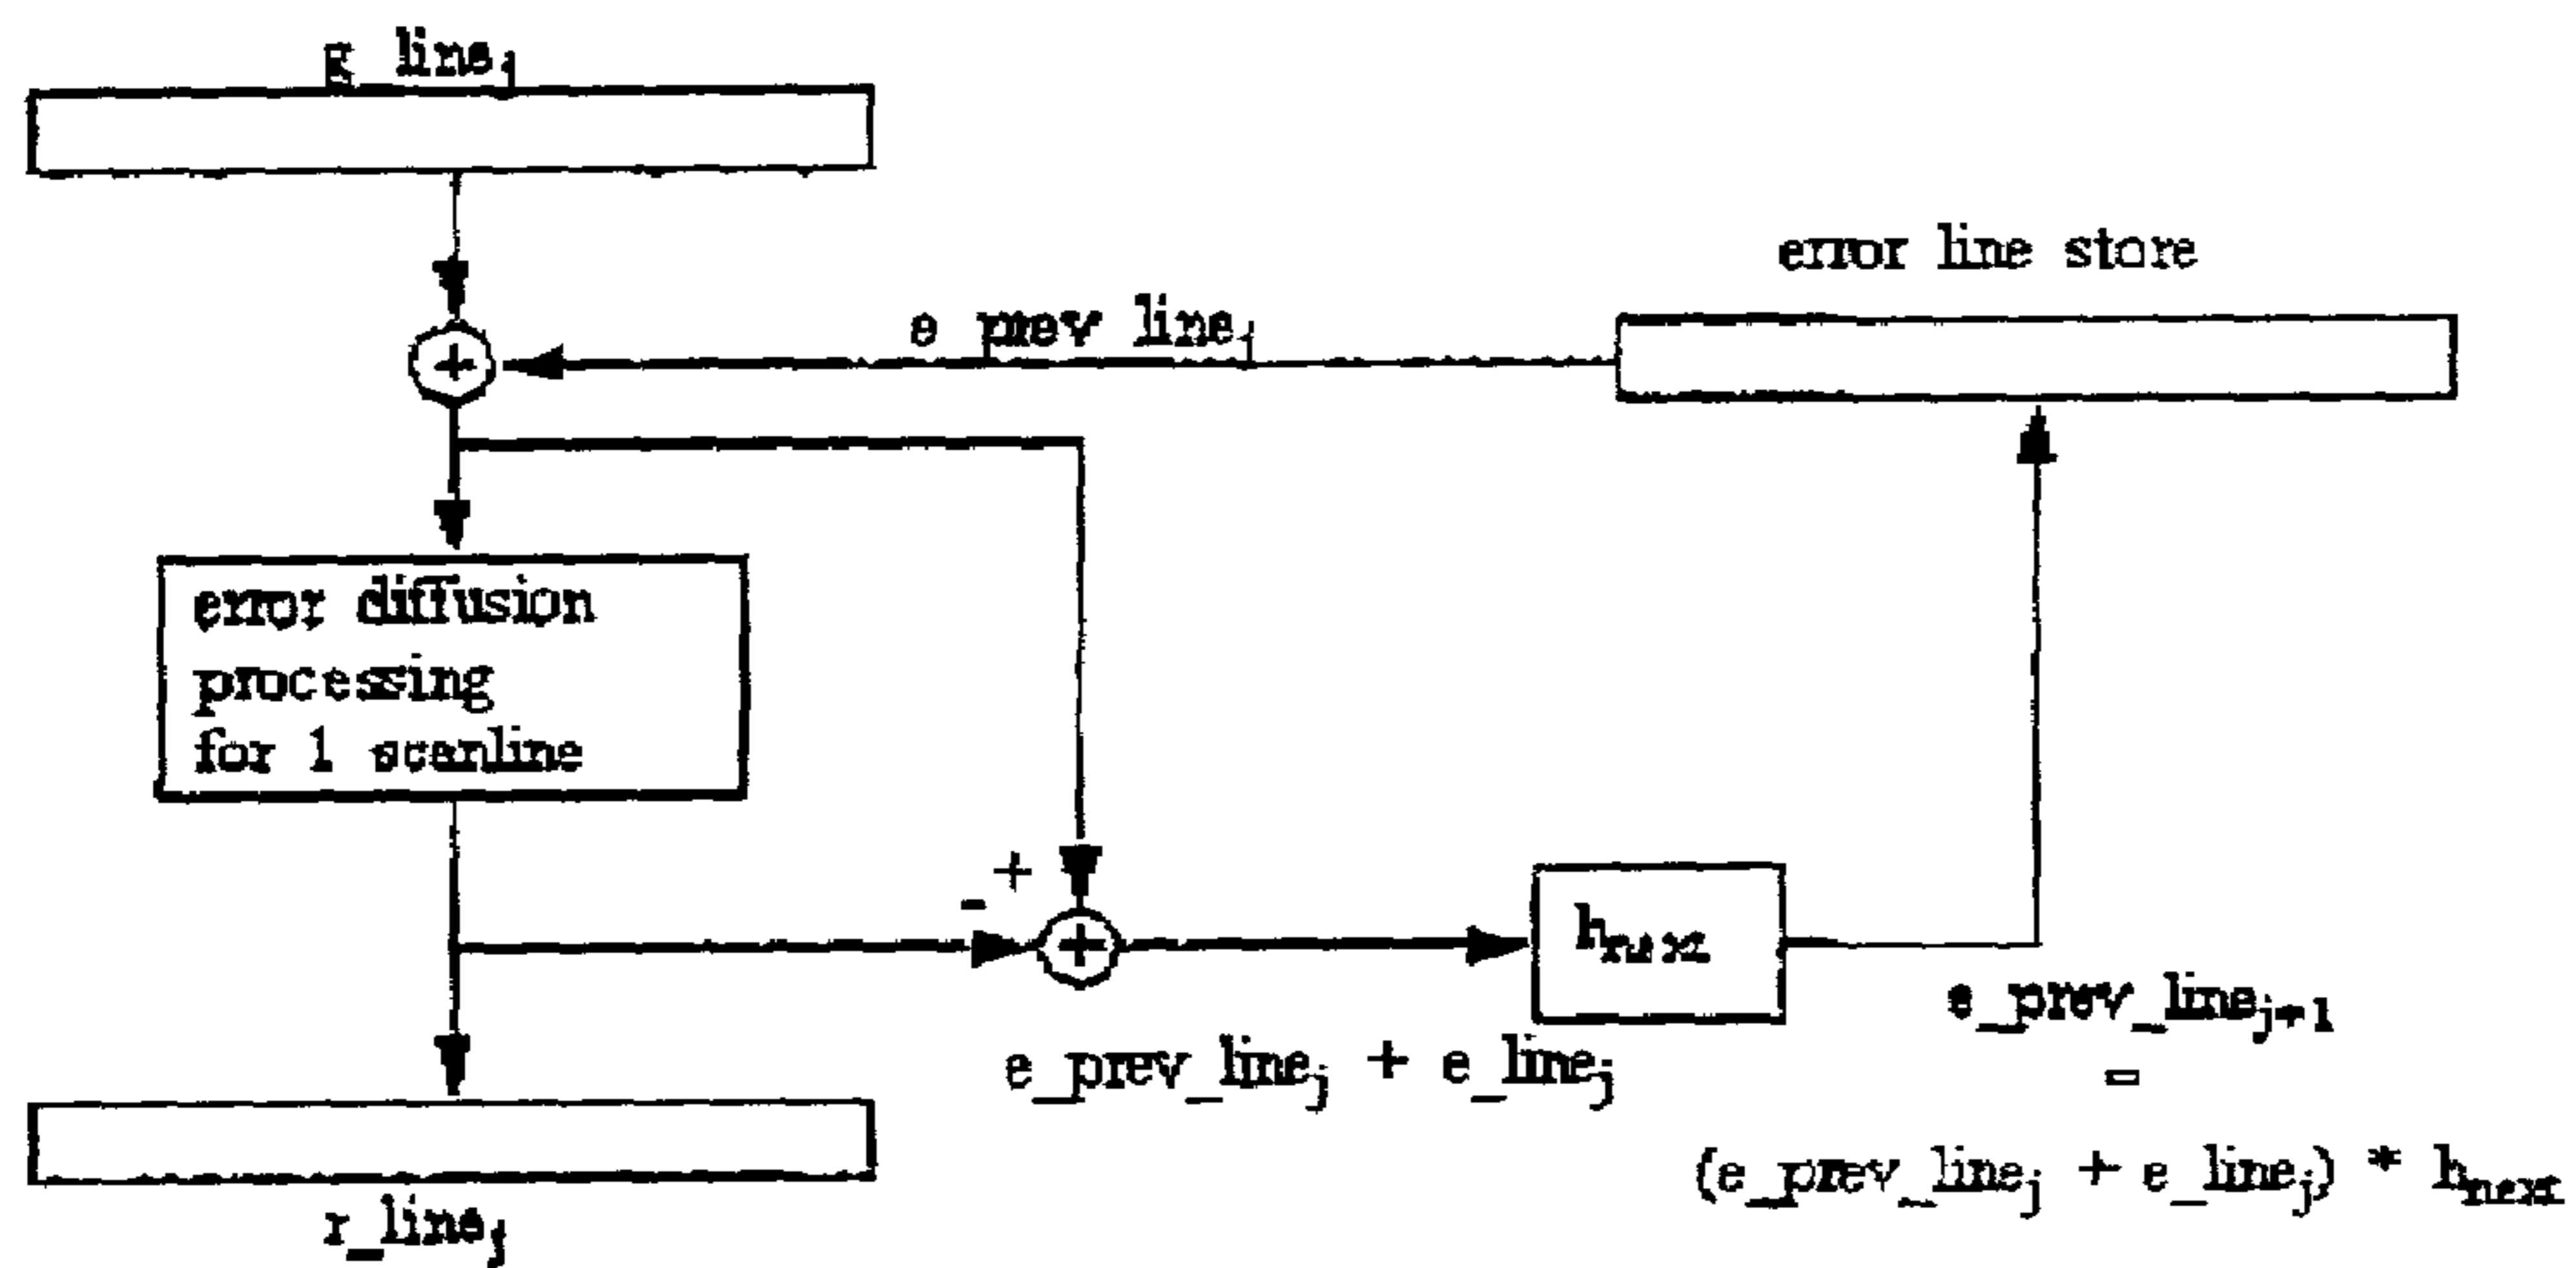 g_line_j
error line store
e_prev_line_j
+
error diffusion
processing
for 1 scanline
+
-
+
h_next
e_prev_line_j+1
=
e_prev_line_j + e_line_j
(e_prev_line_j + e_line_j) * h_next
r_line_j